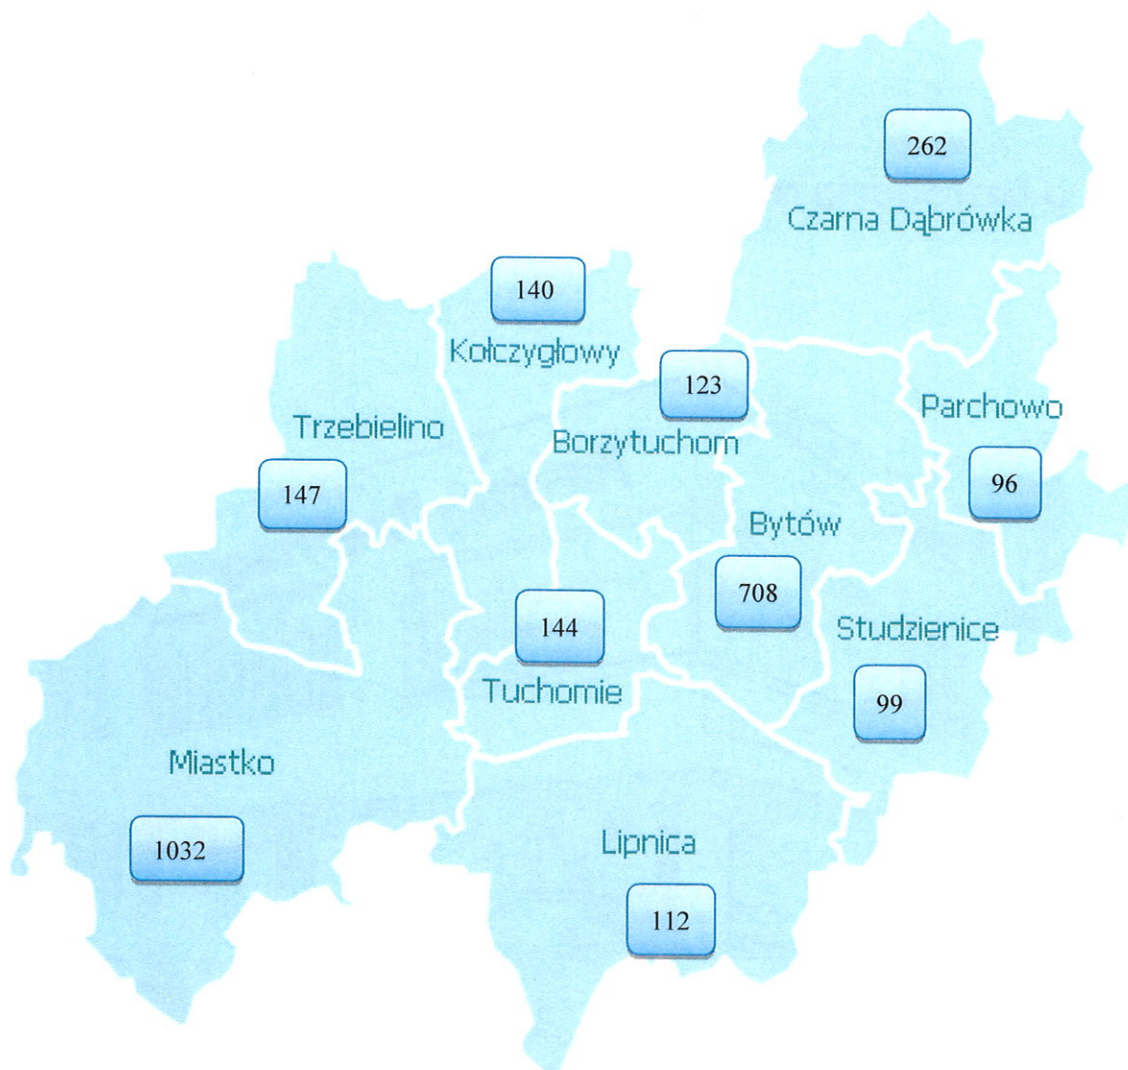 262
Czarna Dąbrówka
140
Kołczygłowy
123
Borzytuchom
Parchowo
96
Trzebielino
147
Bytów
708
144
Tuchomie
Studzienice
99
Miastko
1032
Lipnica
112